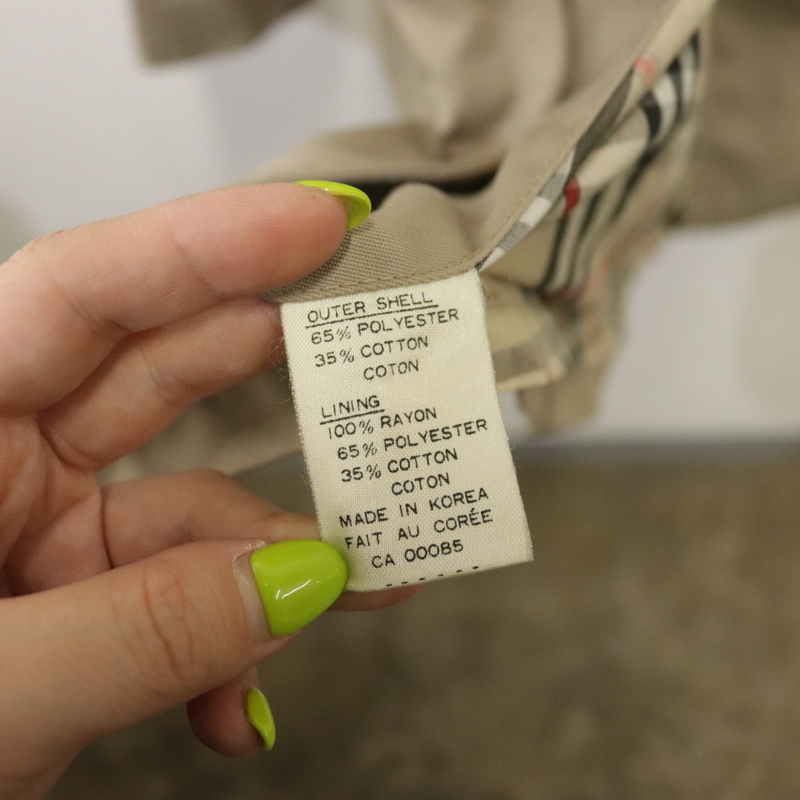 OUTER SHELL
65% POLYESTER
35% COTTON
COTON
LINING
100% RAYON
65% POLYESTER
35% COTTON
COTON
MADE IN KOREA
FAIT AU CORÉE
CA 00085